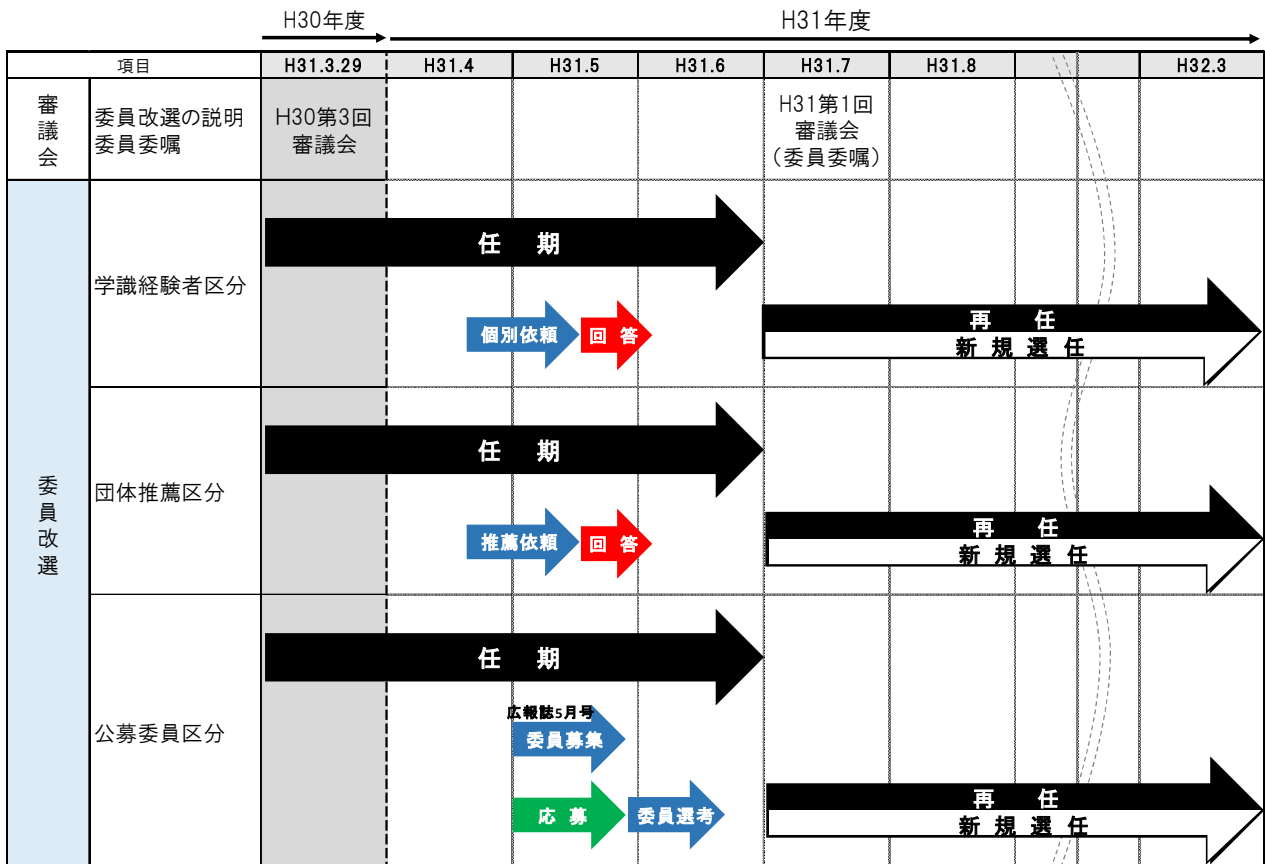 H30年度
H31年度
項目
H31.3.29
H31.4
H31.5
H31.6
H31.7
H31.8
H32.3
審議会
委員改選の説明
委員委嘱
H30第3回
審議会
H31第1回
審議会
(委員委嘱)
委員改選
学識経験者区分
任 期
個別依頼
回 答
再 任
新 規 選 任
団体推薦区分
任 期
推薦依頼
回 答
再 任
新 規 選 任
公募委員区分
任 期
広報誌5月号
委員募集
応 募
委員選考
再 任
新 規 選 任